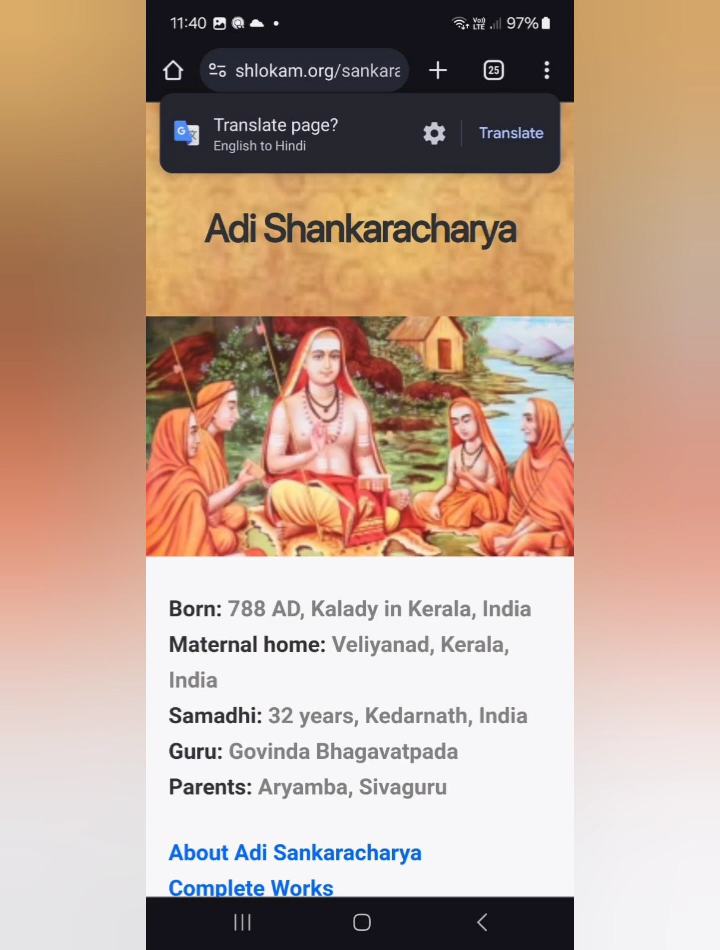 11:40 Vo)) LTE 97%
shlokam.org/sankara 25
Translate page?
English to Hindi
Translate
Adi Shankaracharya
Born: 788 AD, Kalady in Kerala, India
Maternal home: Veliyanad, Kerala,
India
Samadhi: 32 years, Kedarnath, India
Guru: Govinda Bhagavatpada
Parents: Aryamba, Sivaguru
About Adi Sankaracharya
Complete Works